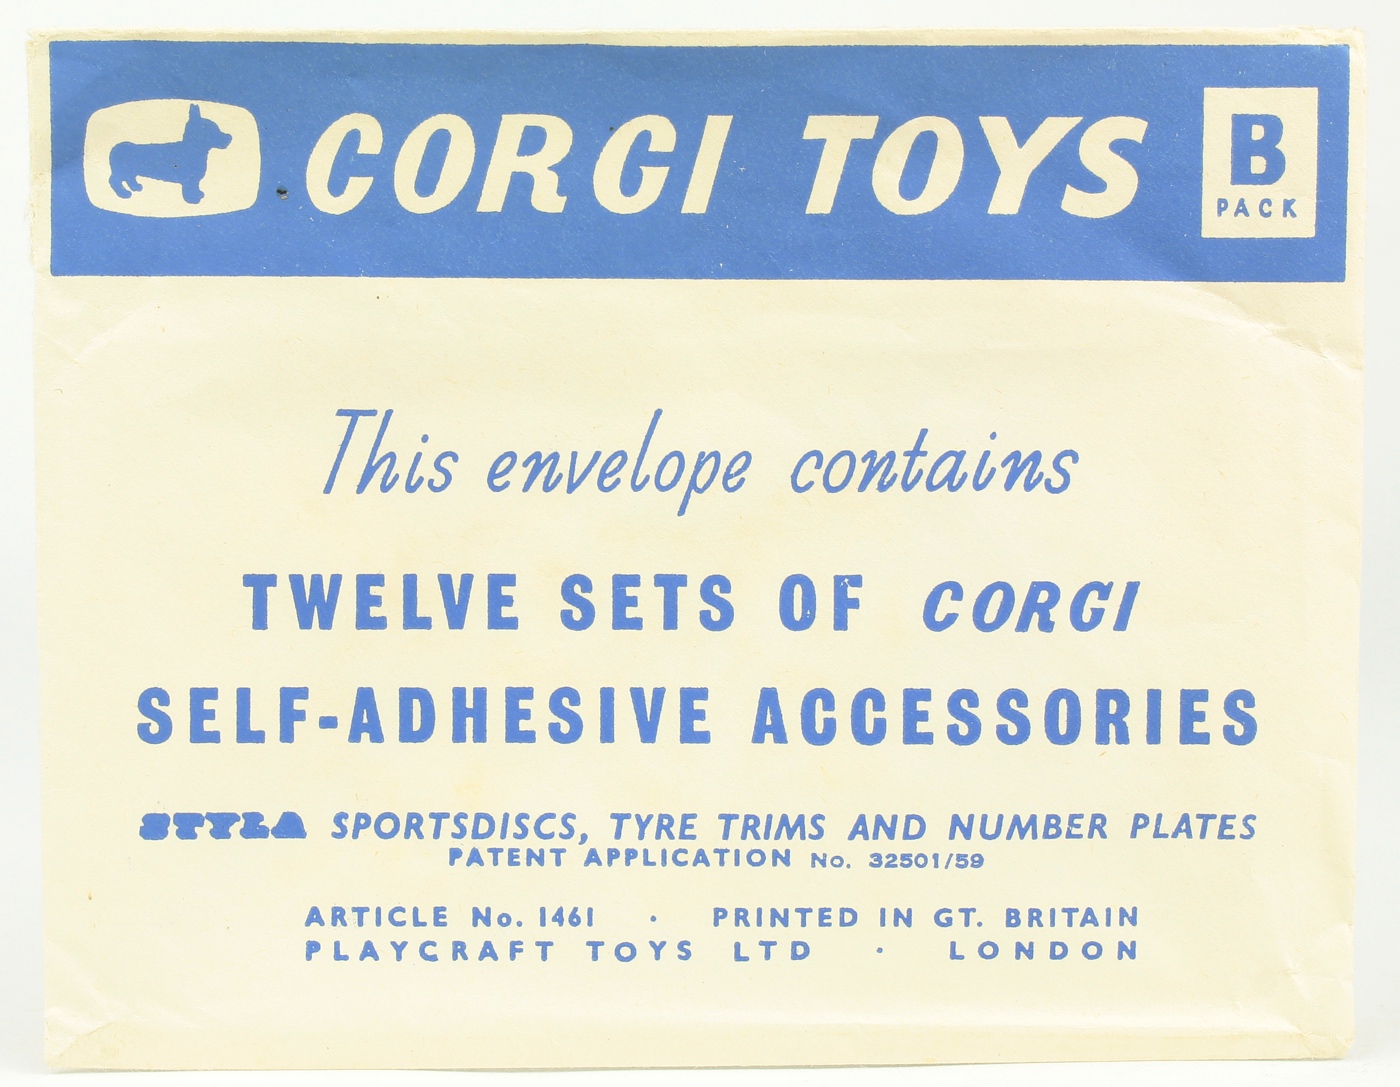 CORGI TOYS
B
PACK
This envelope contains
TWELVE SETS OF CORGI
SELF-ADHESIVE ACCESSORIES
STYLA SPORTSDISCS, TYRE TRIMS AND NUMBER PLATES
PATENT APPLICATION No. 32501/59
ARTICLE No. 1461 · PRINTED IN GT. BRITAIN
PLAYCRAFT TOYS LTD · LONDON